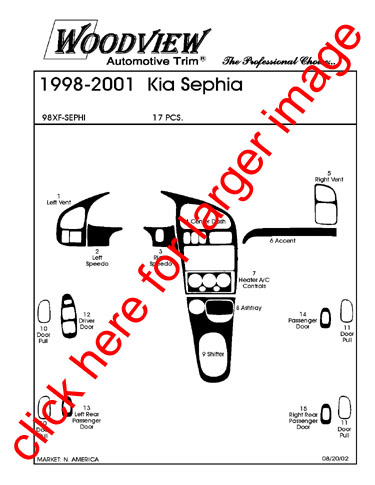 WOODVIEW
Automotive Trim®
The Professional Choice...
1998-2001 Kia Sephia
98XF-SEPHI 17 PCS.
1
Left Vent
5
Right Vent
4 Center Dash
6 Accent
2
Left
Speedo
3
Speedo
7
Heater A/C
Controls
8 Ashtray
9 Shifter
10
Door
Pull
12
Driver
Door
14
Passenger
Door
11
Door
Pull
10
Door
Pull
13
Left Rear
Passenger
Door
15
Right Rear
Passenger
Door
11
Door
Pull
MARKET: N. AMERICA
08/20/02
click here for larger image